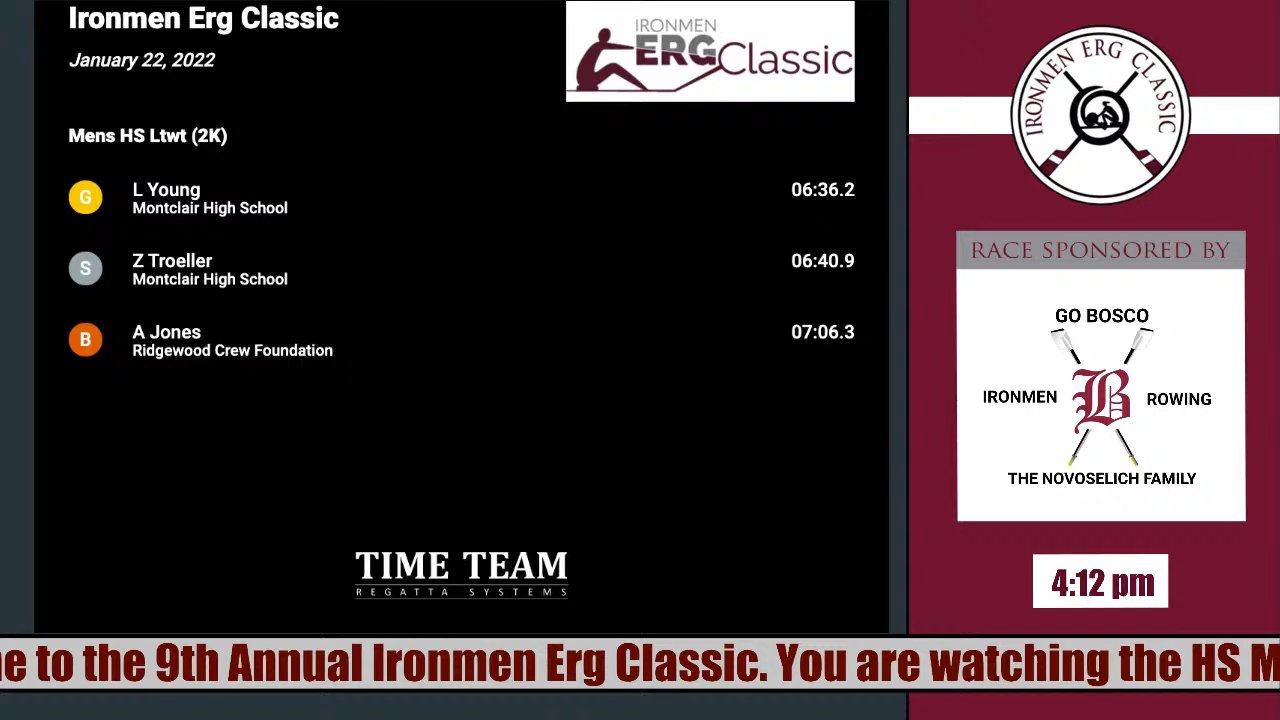 Ironmen Erg Classic
January 22, 2022
IRONMEN
ERG Classic
Mens HS Ltwt (2K)
G
L Young
06:36.2
Montclair High School
S
Z Troeller
06:40.9
Montclair High School
B
A Jones
07:06.3
Ridgewood Crew Foundation
TIME TEAM
REGATTA SYSTEMS
IRONMEN ERG CLASSIC
RACE SPONSORED BY
GO BOSCO
IRONMEN B ROWING
THE NOVOSELICH FAMILY
4:12 pm
e to the 9th Annual Ironmen Erg Classic. You are watching the HS M